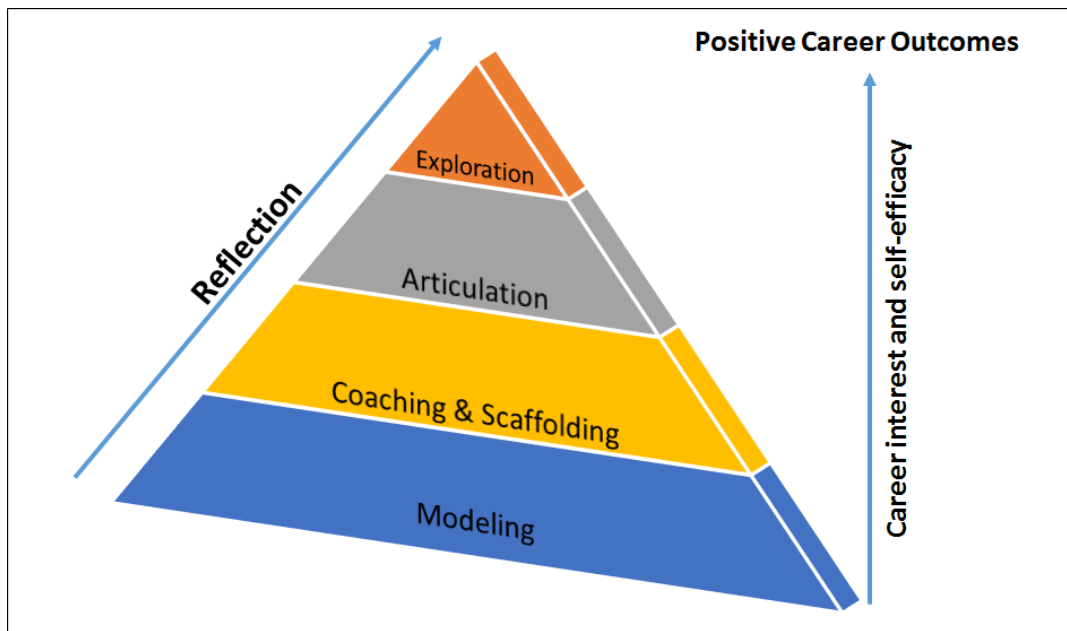 Positive Career Outcomes
Reflection
Exploration
Articulation
Coaching & Scaffolding
Modeling
Career interest and self-efficacy